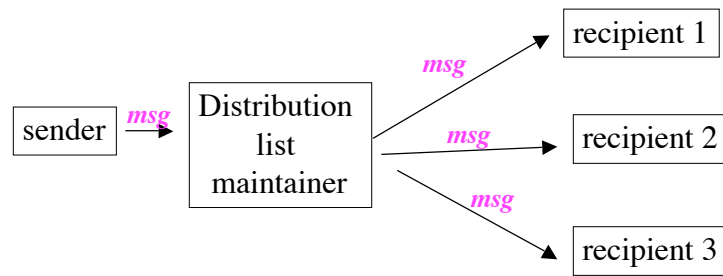 recipient 1
msg
msg
sender
Distribution
list
maintainer
msg
recipient 2
msg
recipient 3